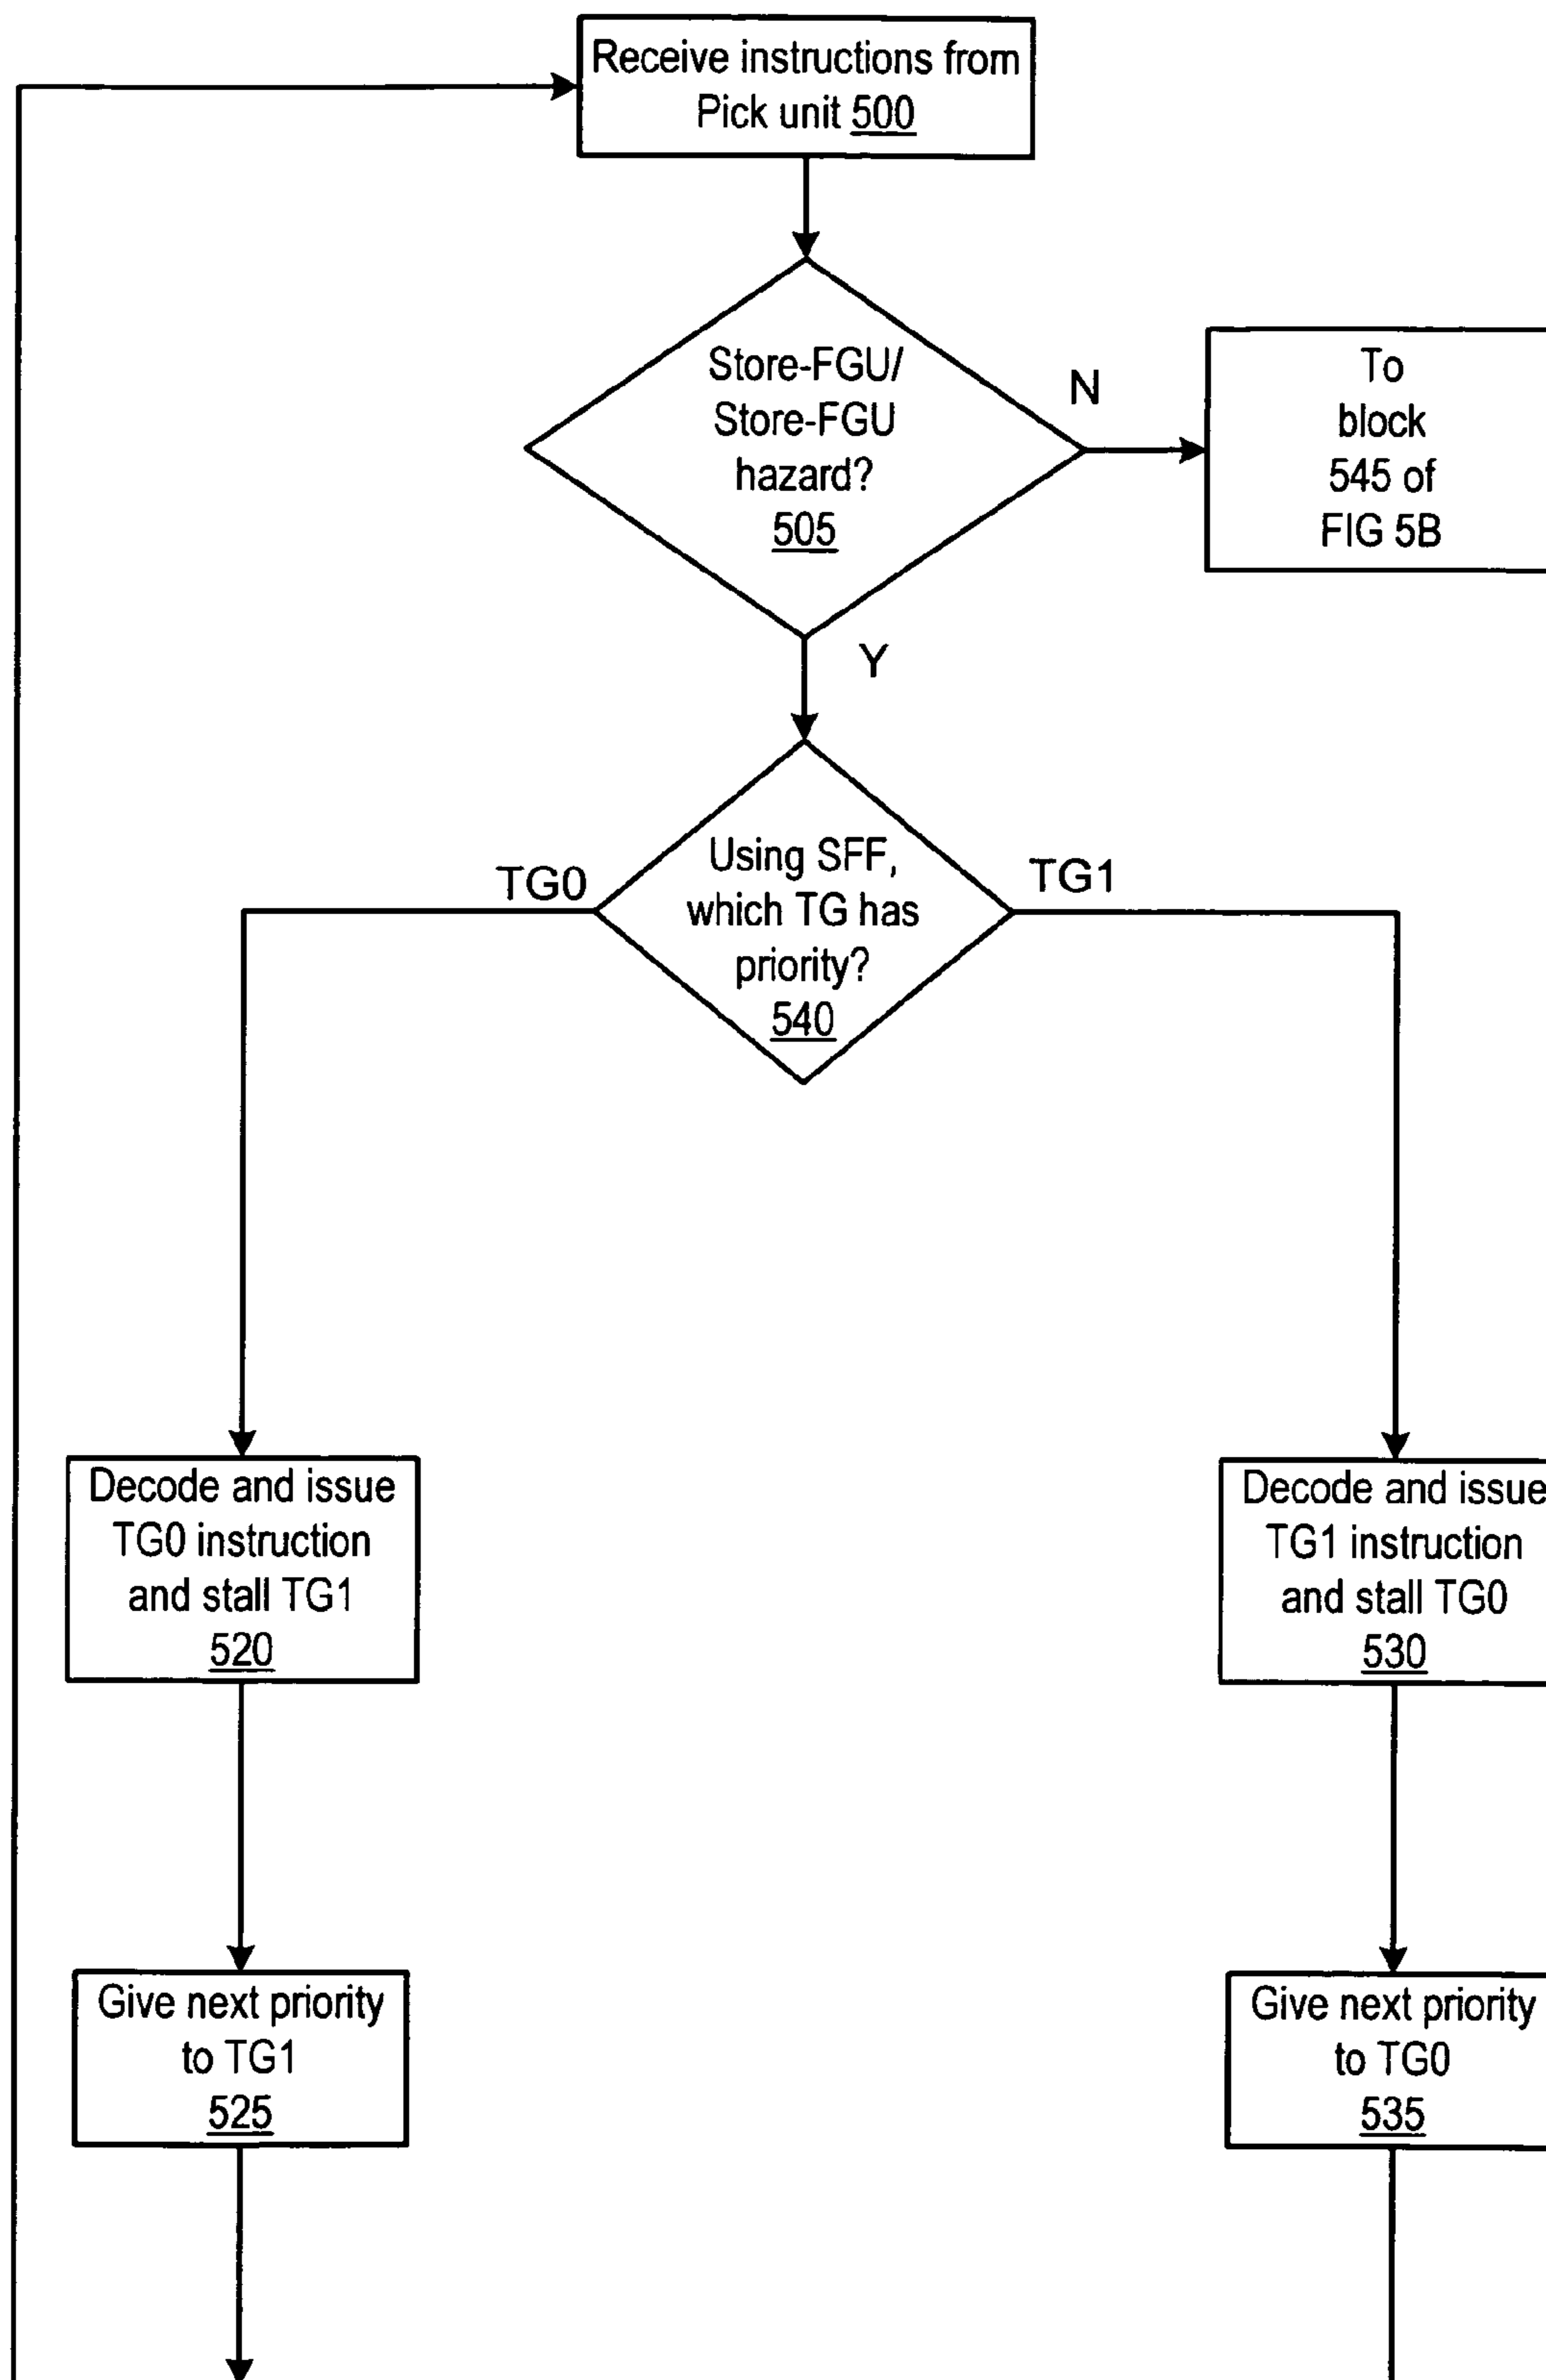 Receive instructions from
Pick unit 500
Store-FGU/
Store-FGU
hazard?
505
N
To
block
545 of
FIG 5B
Y
Using SFF,
which TG has
priority?
540
TG0
TG1
Decode and issue
TG0 instruction
and stall TG1
520
Decode and issue
TG1 instruction
and stall TG0
530
Give next priority
to TG1
525
Give next priority
to TG0
535